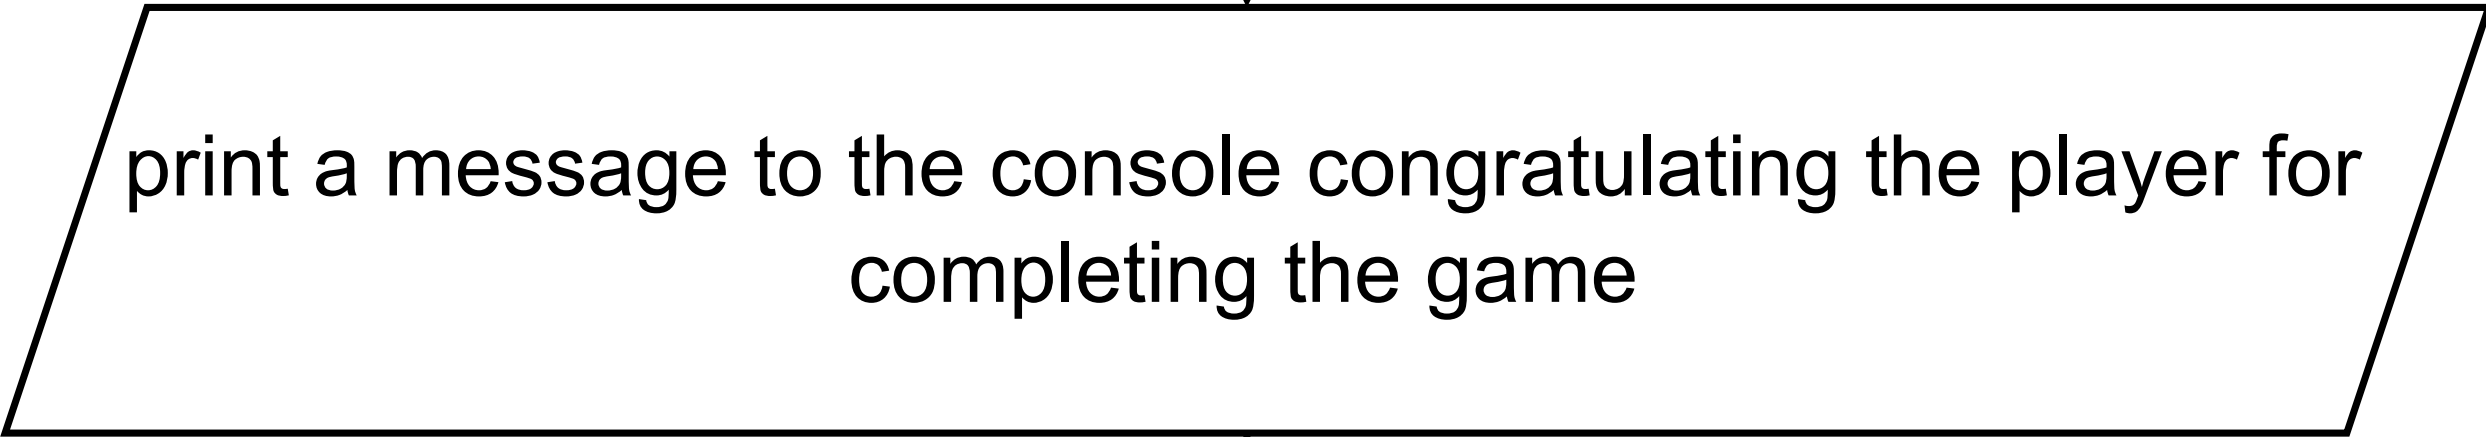 print a message to the console congratulating the player for
completing the game